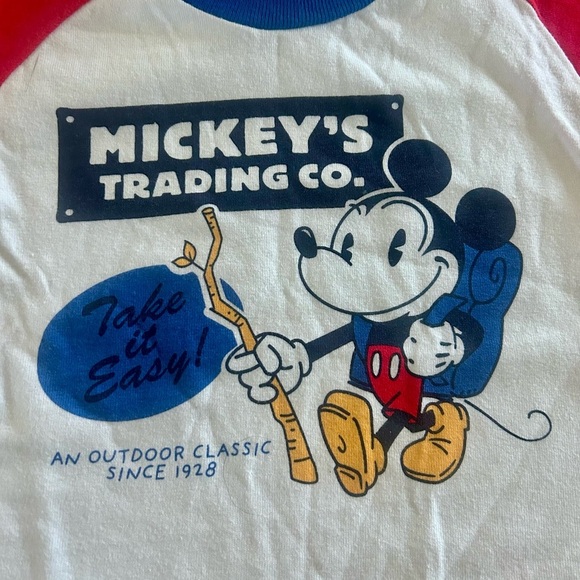 MICKEY'S
TRADING CO.
Take
it
Easy!
AN OUTDOOR CLASSIC
SINCE 1928